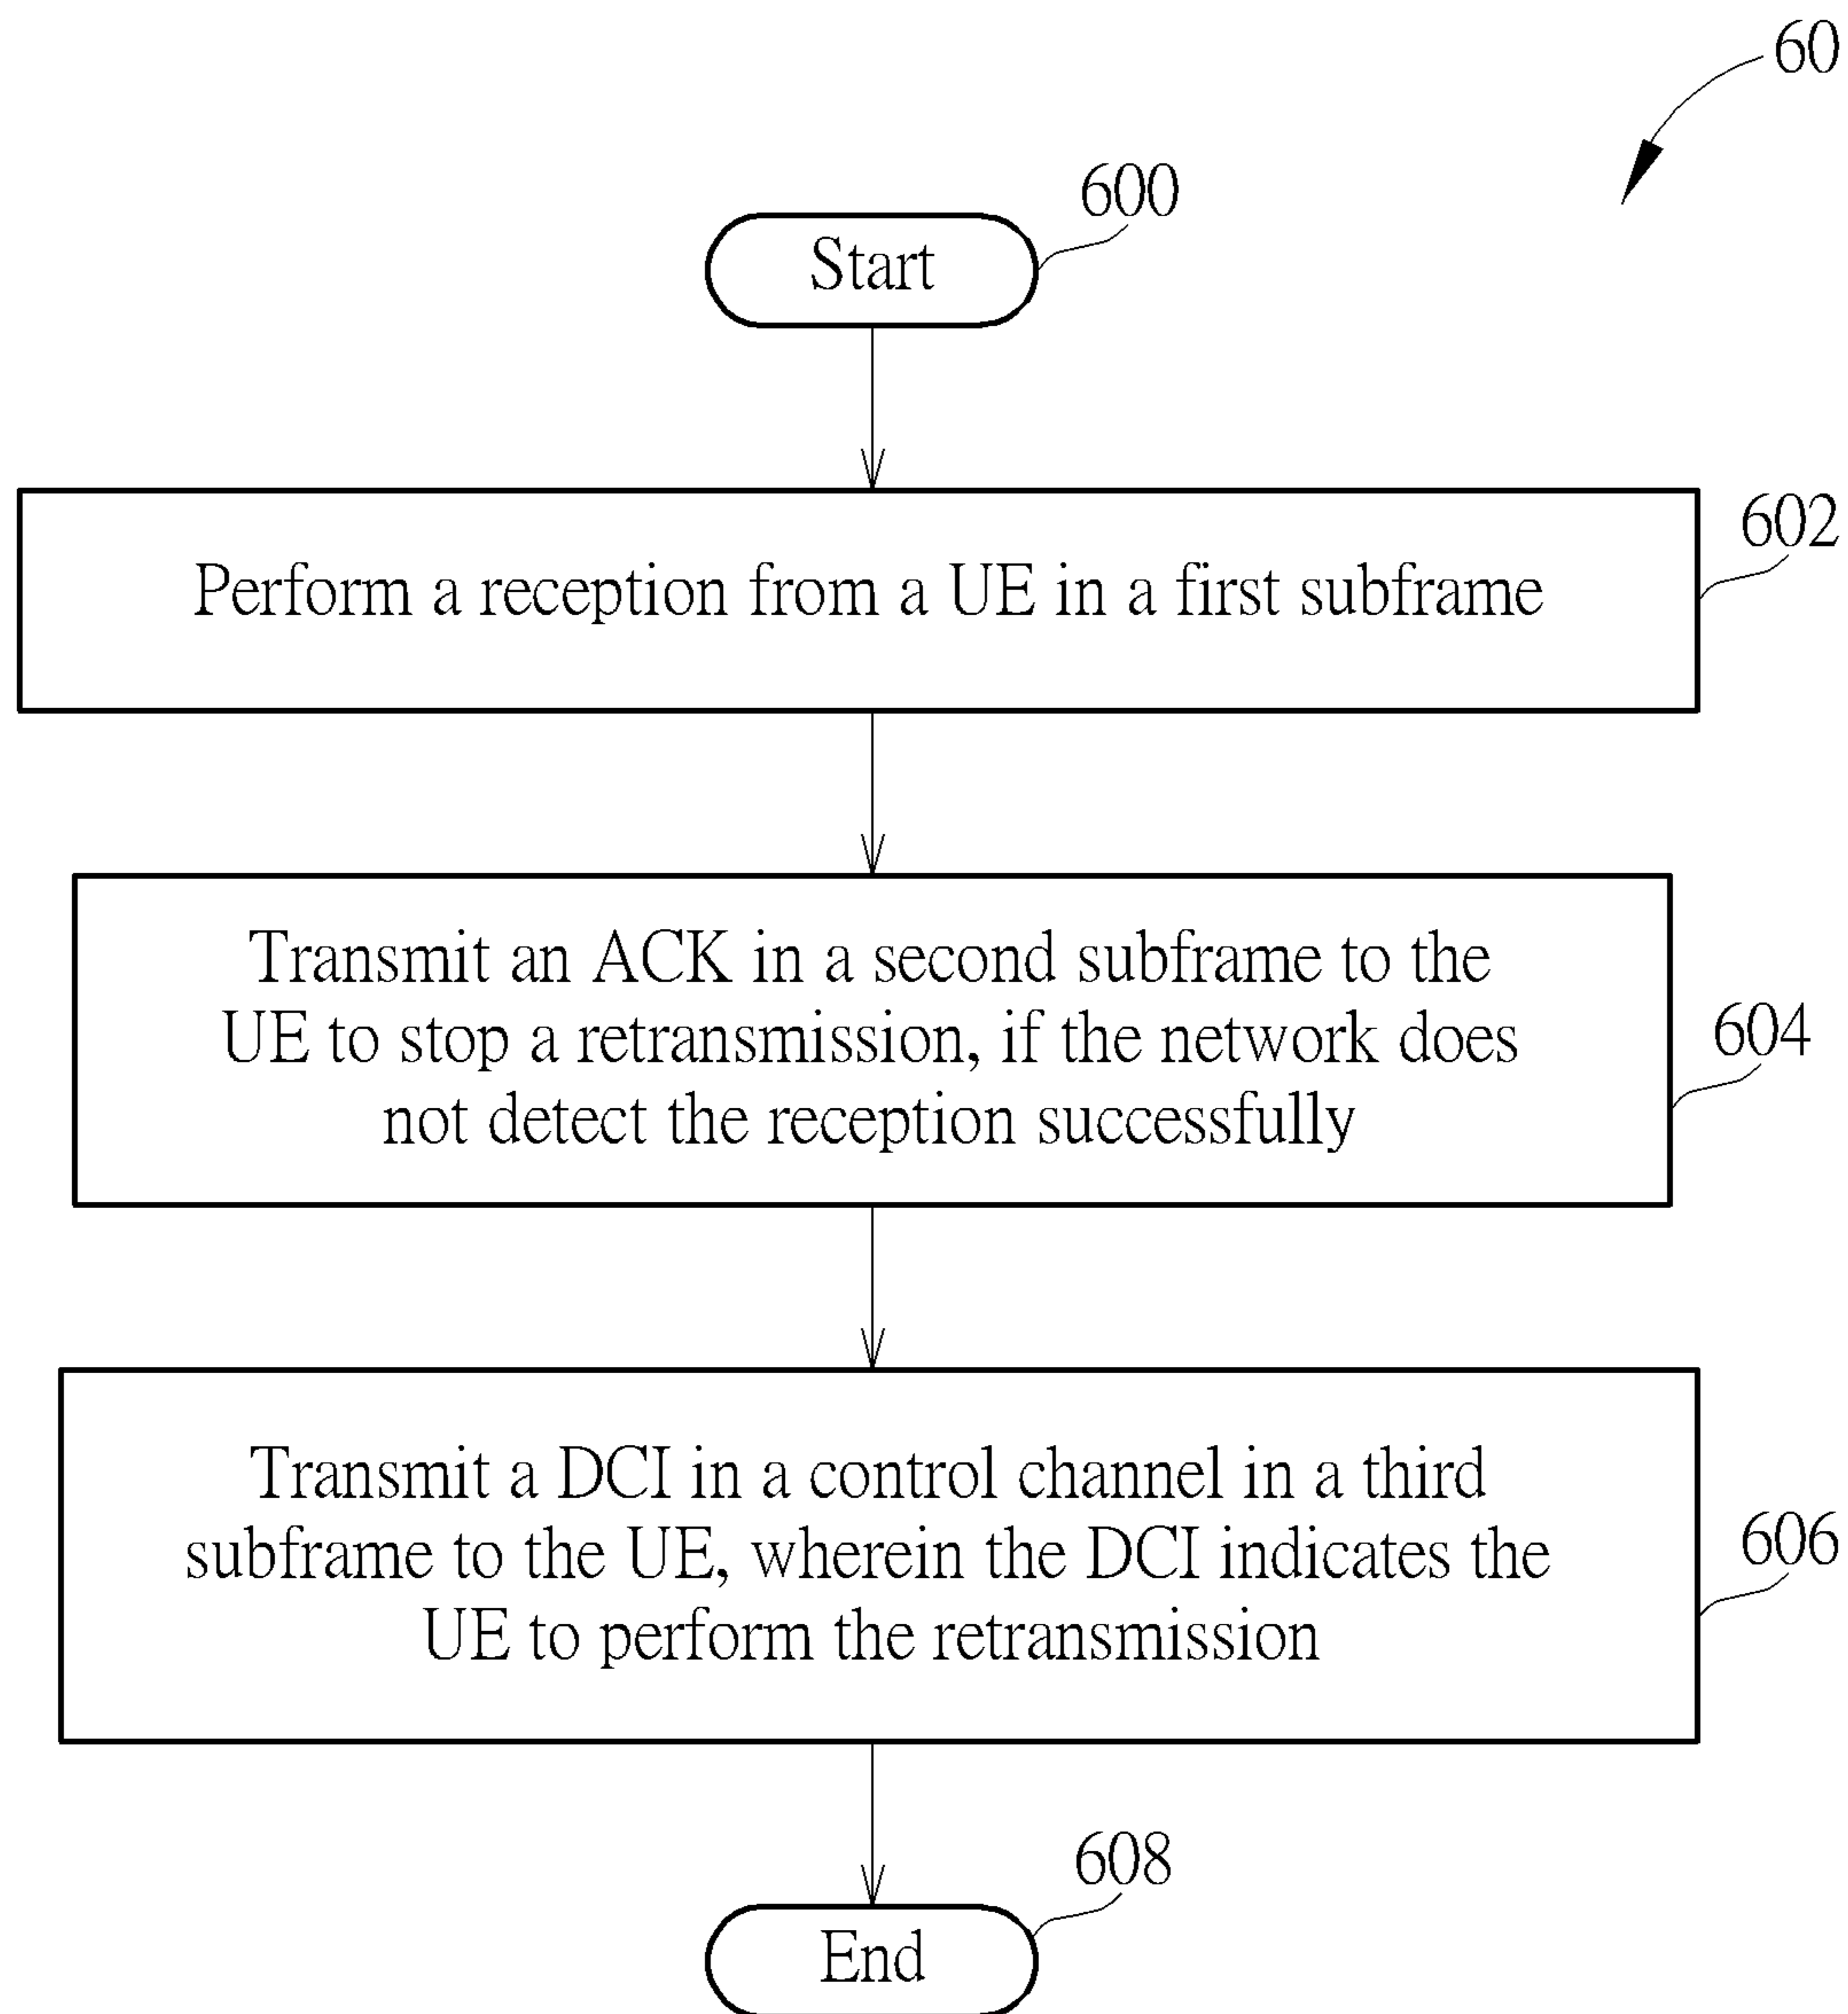 60
600
Start
602
Perform a reception from a UE in a first subframe
Transmit an ACK in a second subframe to the
UE to stop a retransmission, if the network does
not detect the reception successfully
604
Transmit a DCI in a control channel in a third
subframe to the UE, wherein the DCI indicates the
UE to perform the retransmission
606
608
End